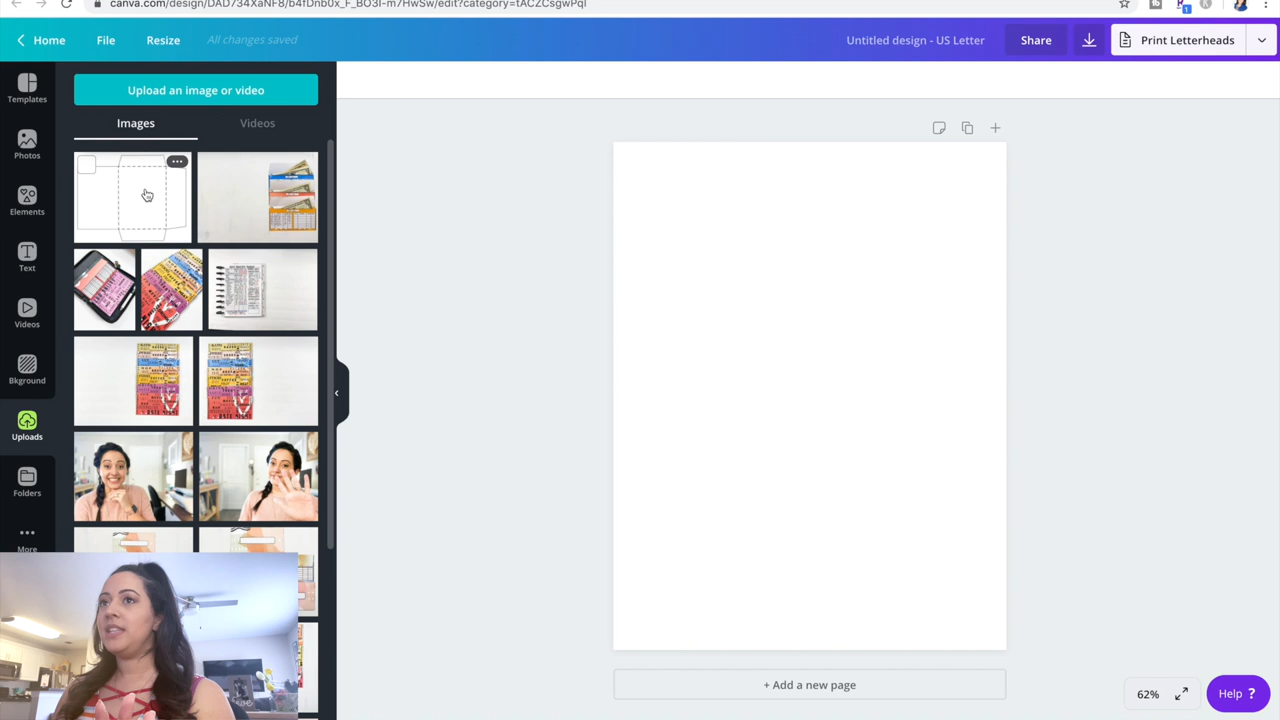 canva.com/design/DAD734XaNF8/b4fDnb0x_F_BO3I-m7HwSw/edit?category=tACZCsgwPqI
Home
File
Resize
All changes saved
Untitled design - US Letter
Share
Print Letterheads
Templates
Photos
Elements
Text
Videos
Bkground
Uploads
Folders
More
Upload an image or video
Images
Videos
+ Add a new page
62%
Help ?